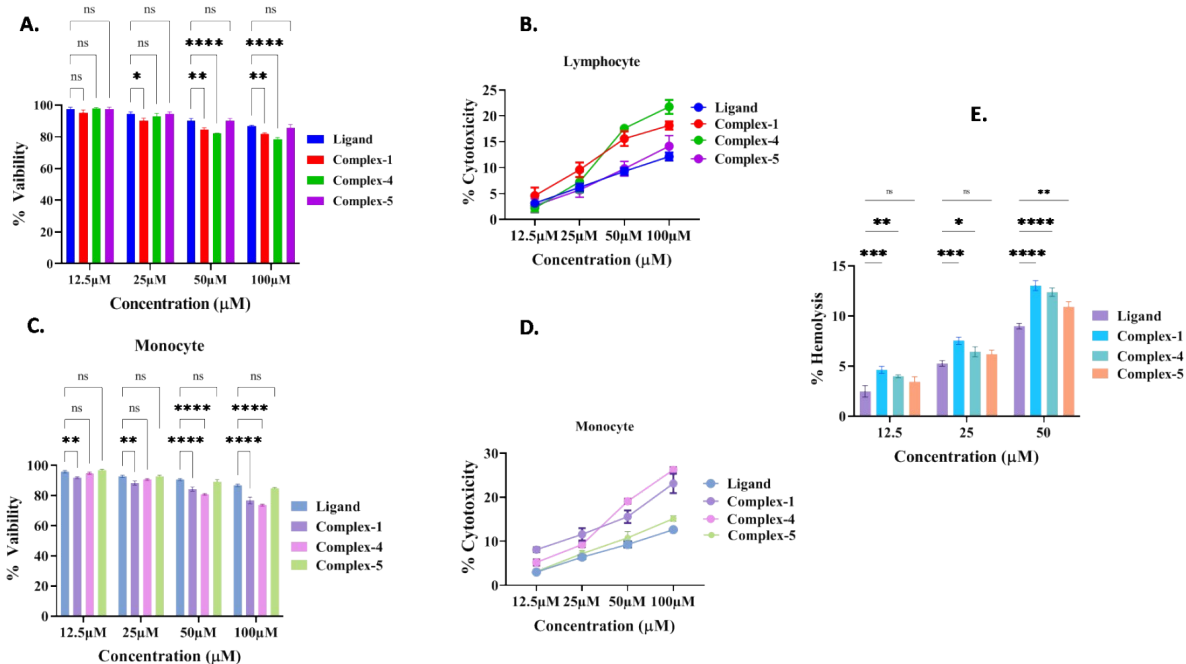 A.
ns
ns
ns
ns
ns
ns
****
****
ns
*
**
**
% Vaibility
100
80
60
40
20
0
12.5µM 25µM 50µM 100µM
Concentration (µM)
Ligand
Complex-1
Complex-4
Complex-5
B.
Lymphocyte
% Cytotoxicity
25
20
15
10
5
0
12.5µM 25µM 50µM 100µM
Concentration (µM)
Ligand
Complex-1
Complex-4
Complex-5
C.
Monocyte
ns
ns
ns
ns
ns
ns
****
****
**
**
****
****
% Vaibility
100
80
60
40
20
0
12.5µM 25µM 50µM 100µM
Concentration (µM)
Ligand
Complex-1
Complex-4
Complex-5
D.
Monocyte
% Cytotoxicity
30
20
10
0
12.5µM 25µM 50µM 100µM
Concentration (µM)
Ligand
Complex-1
Complex-4
Complex-5
E.
ns
ns
**
**
*
****
***
***
****
% Hemolysis
15
10
5
0
12.5 25 50
Concentration (µM)
Ligand
Complex-1
Complex-4
Complex-5